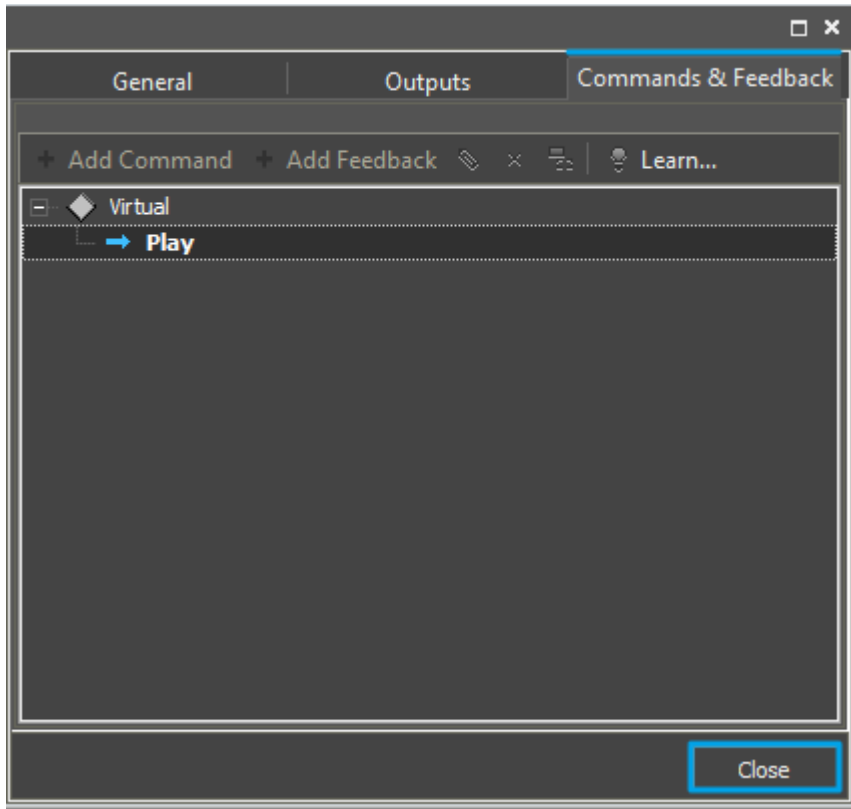 General Outputs Commands & Feedback
Add Command Add Feedback Learn...
Virtual
Play
Close